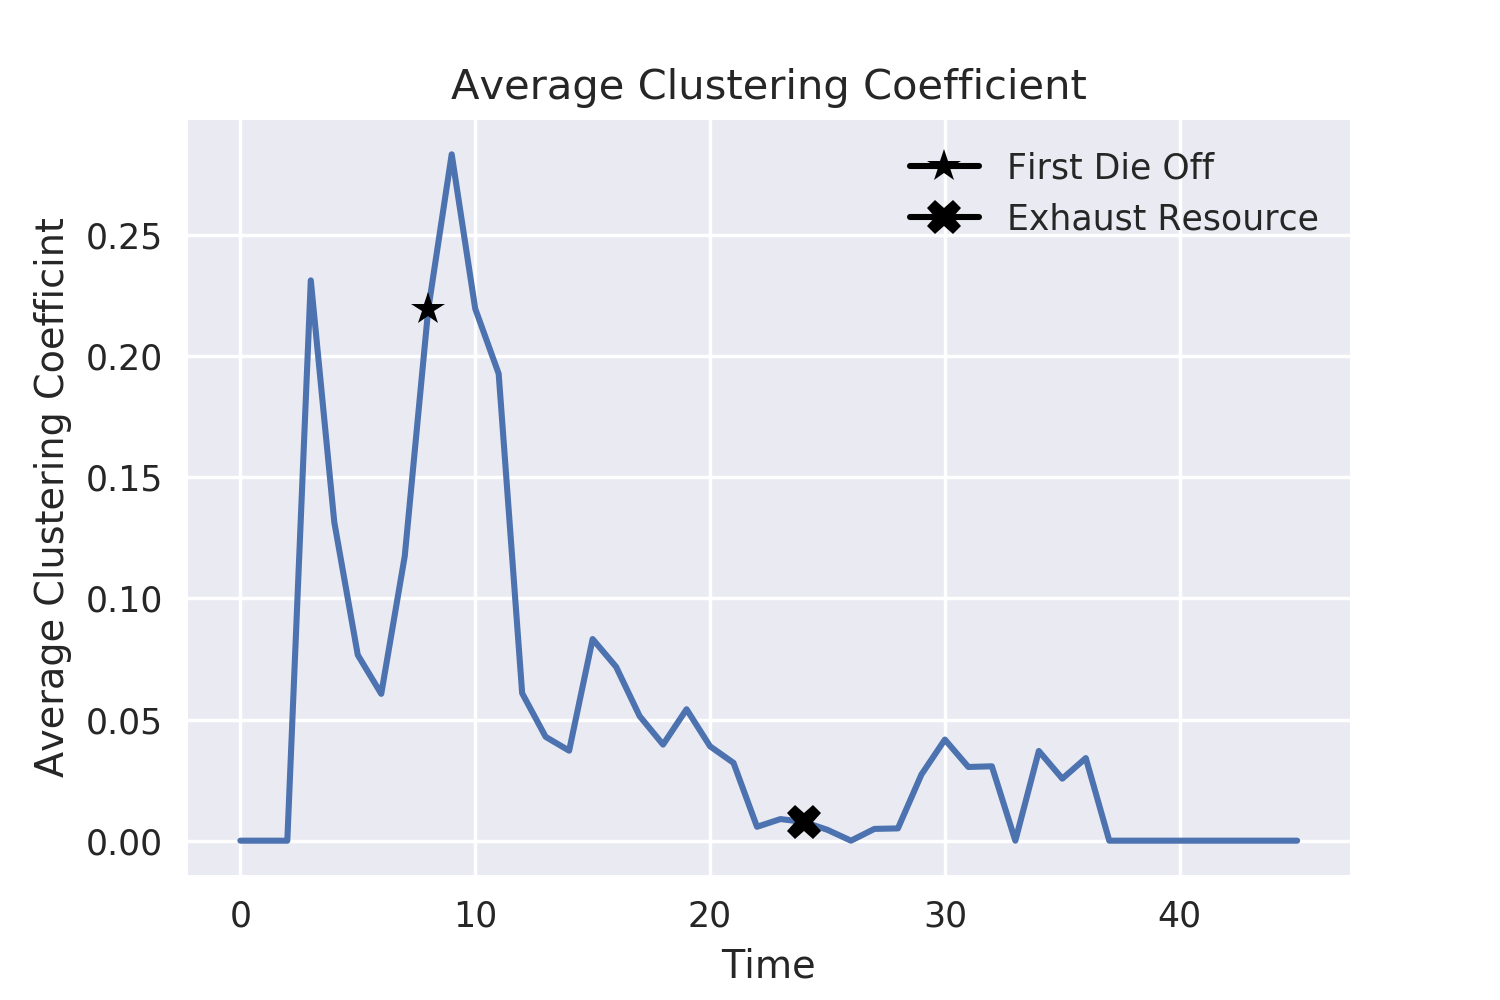 Average Clustering Coefficient
First Die Off
Exhaust Resource
Average Clustering Coefficint
0.25
0.20
0.15
0.10
0.05
0.00
0 10 20 30 40
Time